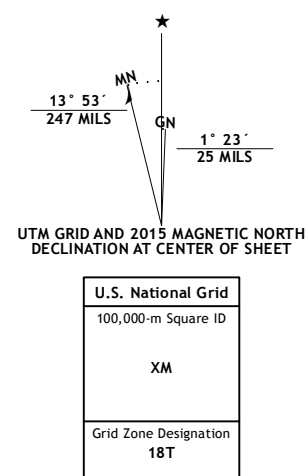 ★
MN
GN
13° 53´
247 MILS
1° 23´
25 MILS
UTM GRID AND 2015 MAGNETIC NORTH
DECLINATION AT CENTER OF SHEET
U.S. National Grid
100,000-m Square ID
XM
Grid Zone Designation
18T